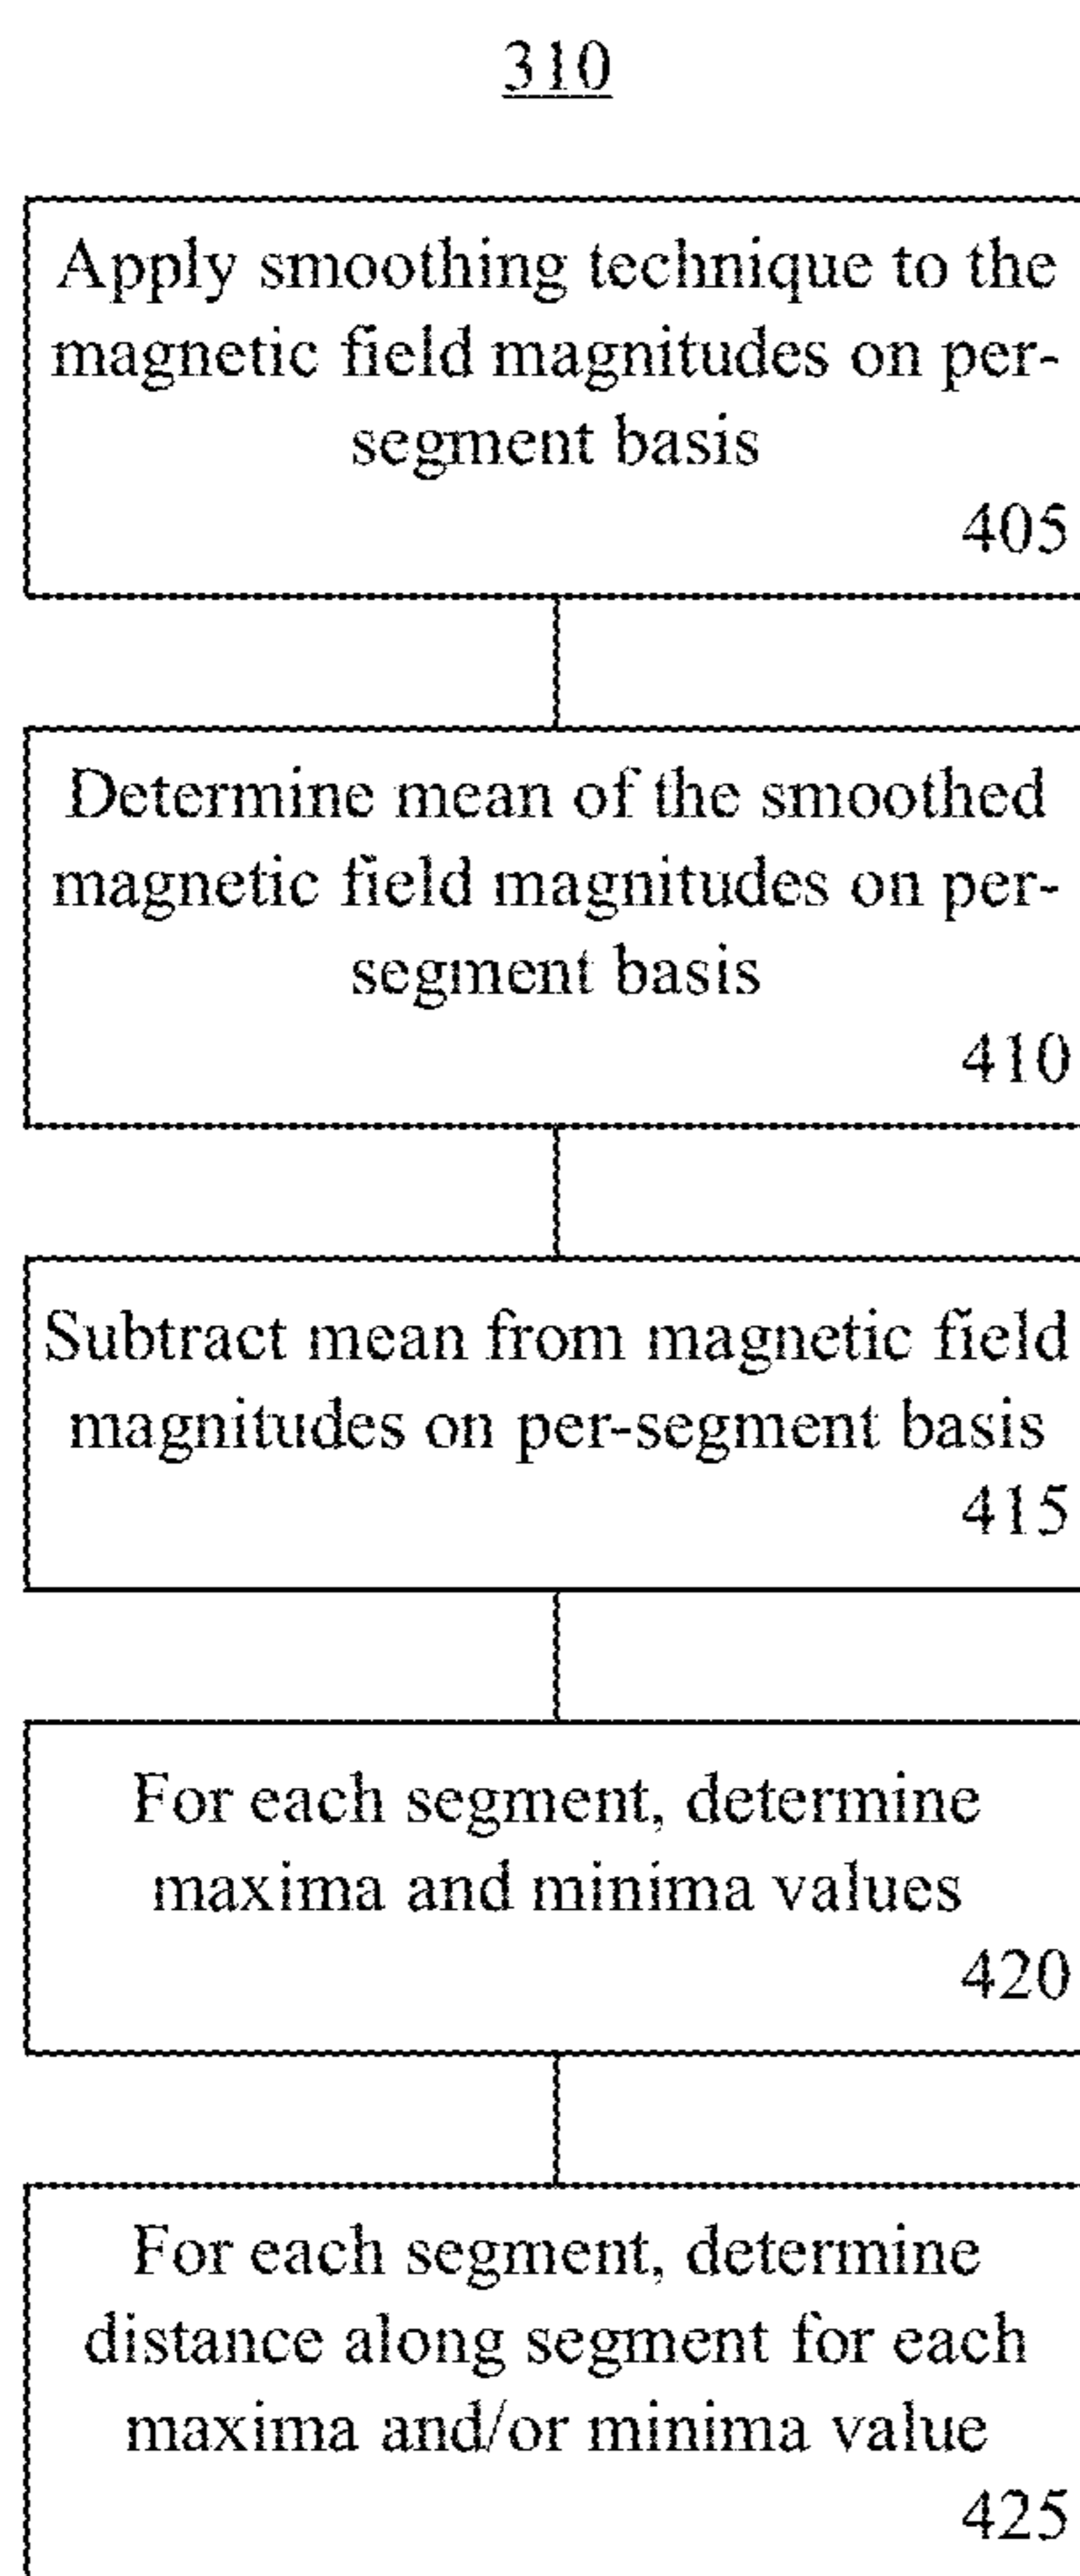 310
Apply smoothing technique to the
magnetic field magnitudes on per-
segment basis
405
Determine mean of the smoothed
magnetic field magnitudes on per-
segment basis
410
Subtract mean from magnetic field
magnitudes on per-segment basis
415
For each segment, determine
maxima and minima values
420
For each segment, determine
distance along segment for each
maxima and/or minima value
425